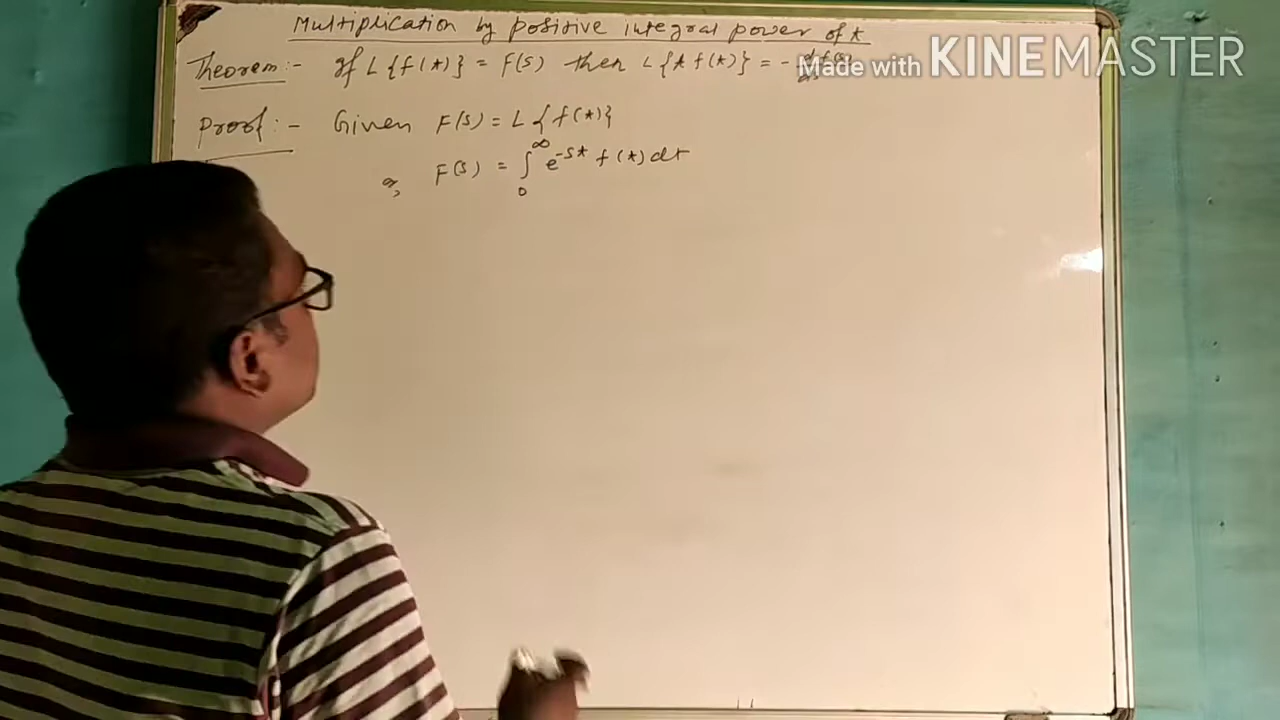 Multiplication by positive integral power of t
Theorem:- If L{f(t)} = F(s) then L{t f(t)} = -
Made with KINEMASTER
Proof:- Given F(s) = L{f(t)}
or, F(s) = ∫₀^∞ e^-st f(t) dt